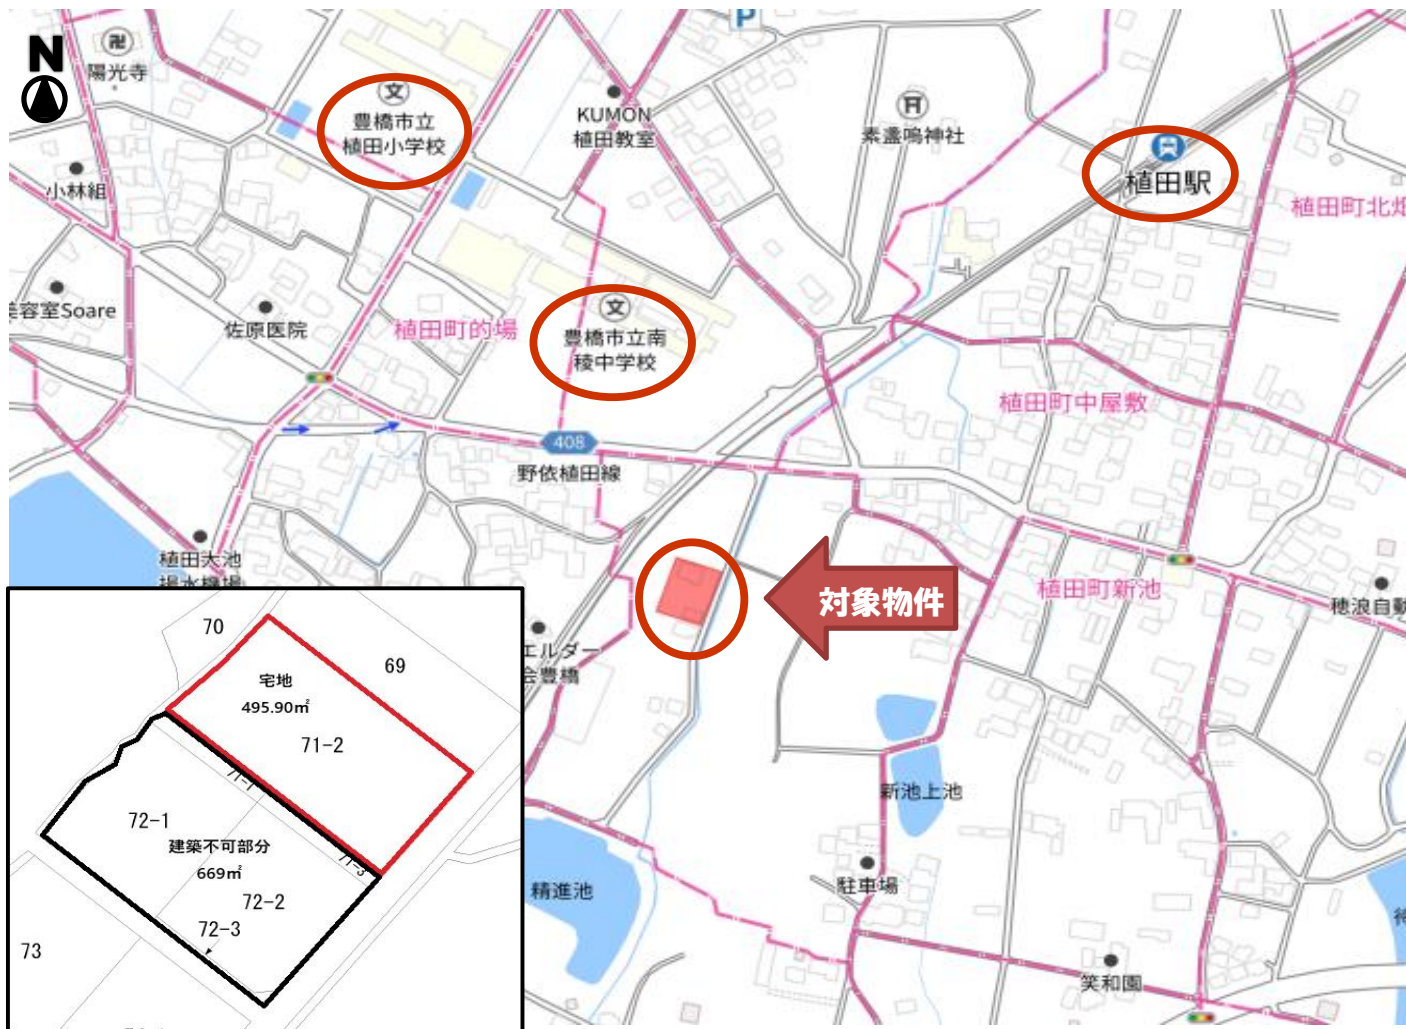 P
N
陽光寺
豊橋市立
植田小学校
KUMON
植田教室
素盞嗚神社
植田駅
小林組
植田町北畑
美容室Soare
佐原医院
植田町的場
豊橋市立南
稜中学校
植田町中屋敷
408
野依植田線
植田大池
揚水機場
対象物件
植田町新池
穂浪自動
エルダー
会豊橋
70
69
宅地
495.90㎡
71-2
71-1
72-1
建築不可部分
669㎡
71-3
72-2
72-3
73
新池上池
精進池
駐車場
笑和園